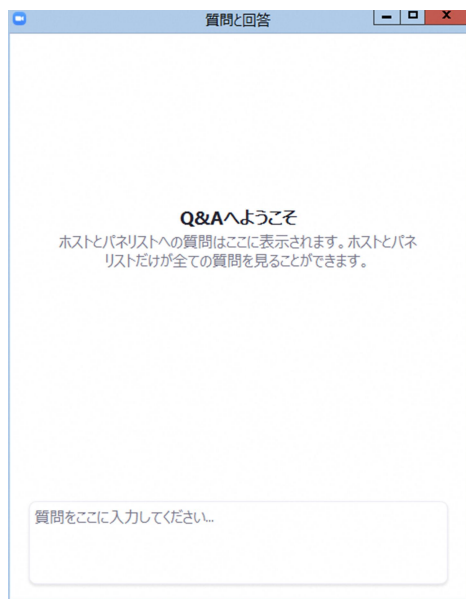 質問と回答
Q&Aへようこそ
ホストとパネリストへの質問はここに表示されます。ホストとパネ
リストだけが全ての質問を見ることができます。
質問をここに入力してください...